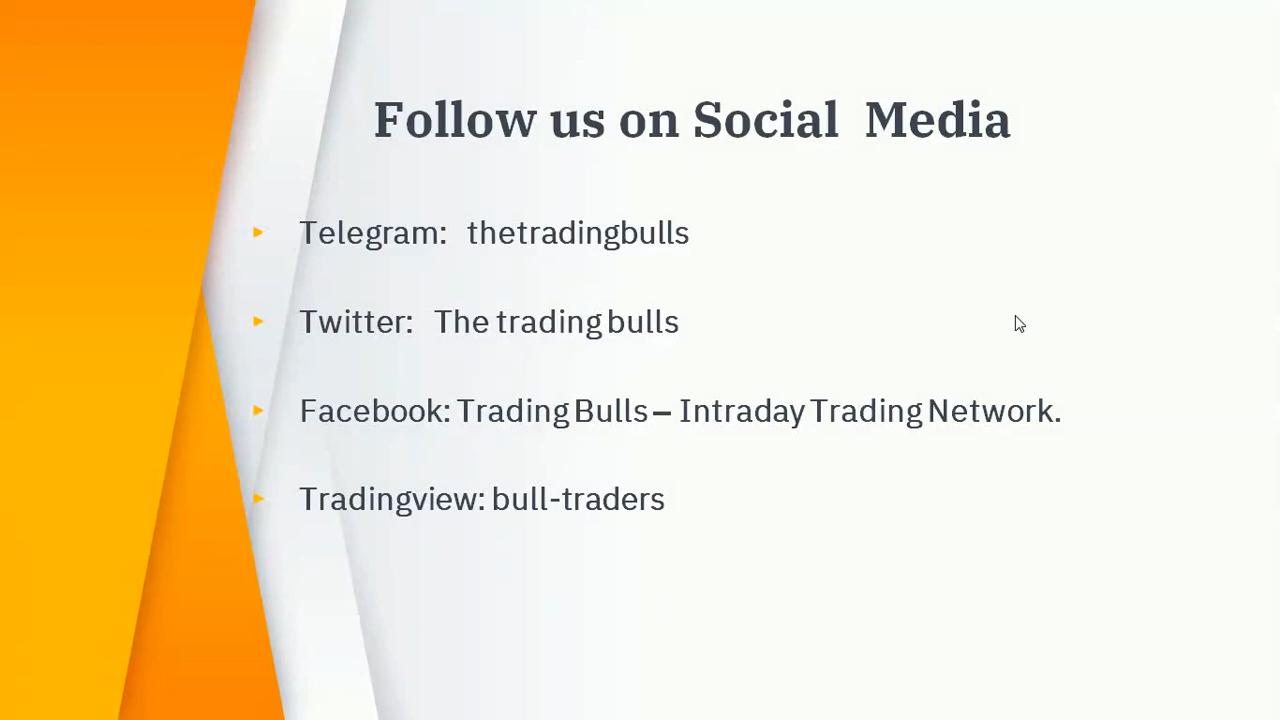 Follow us on Social Media
Telegram: thetradingbulls
Twitter: The trading bulls
Facebook: Trading Bulls – Intraday Trading Network.
Tradingview: bull-traders